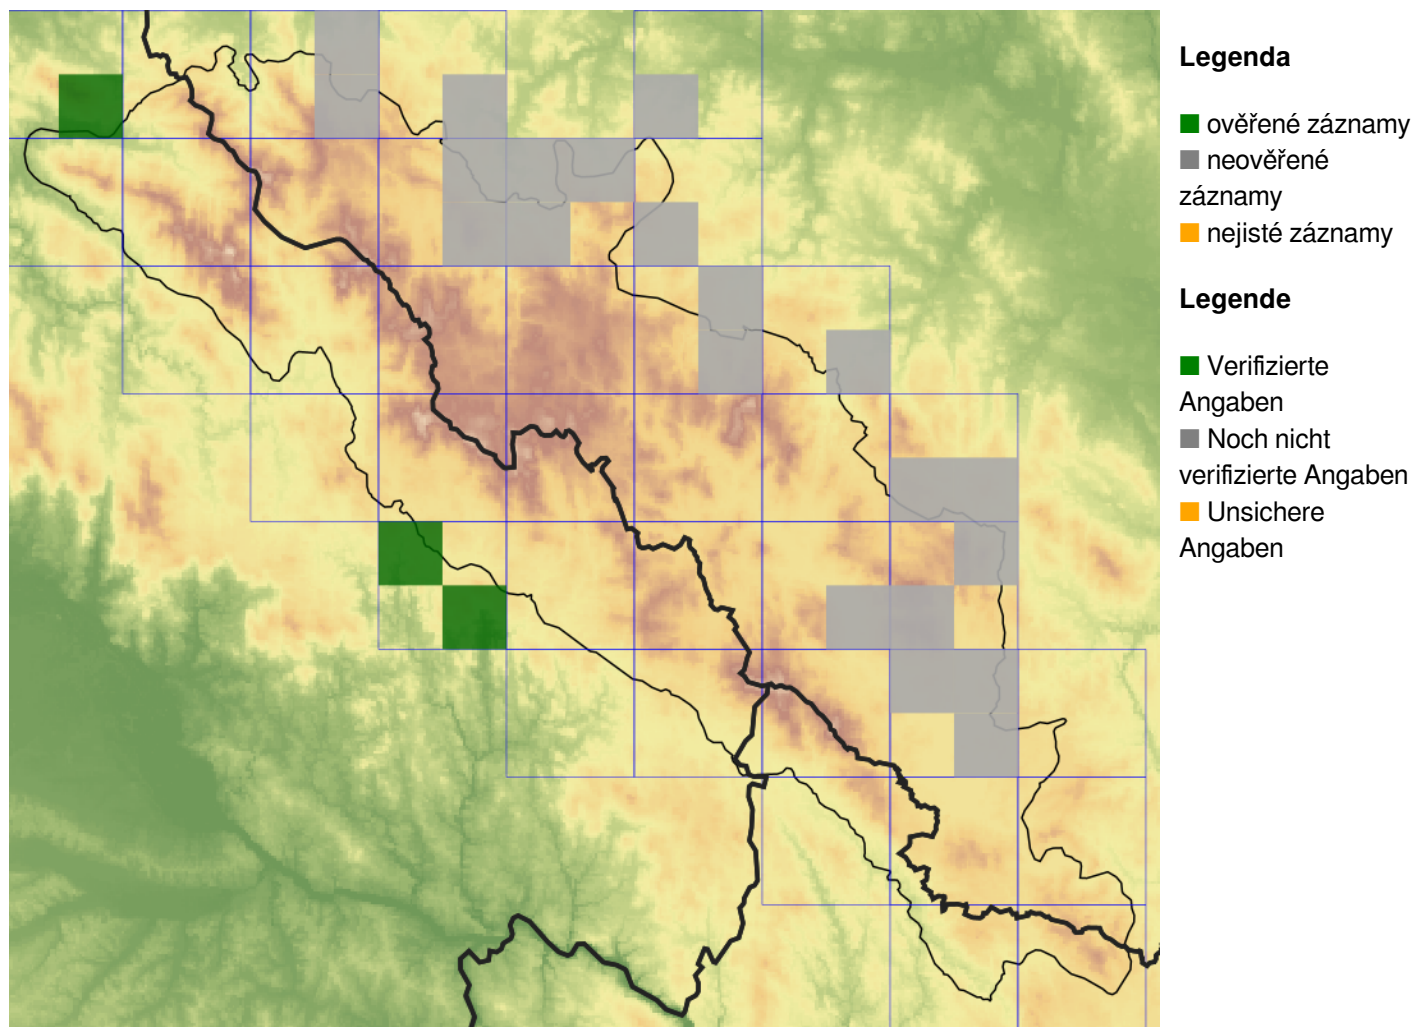 Legenda
ověřené záznamy
neověřené
záznamy
nejisté záznamy
Legende
Verifizierte
Angaben
Noch nicht
verifizierte Angaben
Unsichere
Angaben